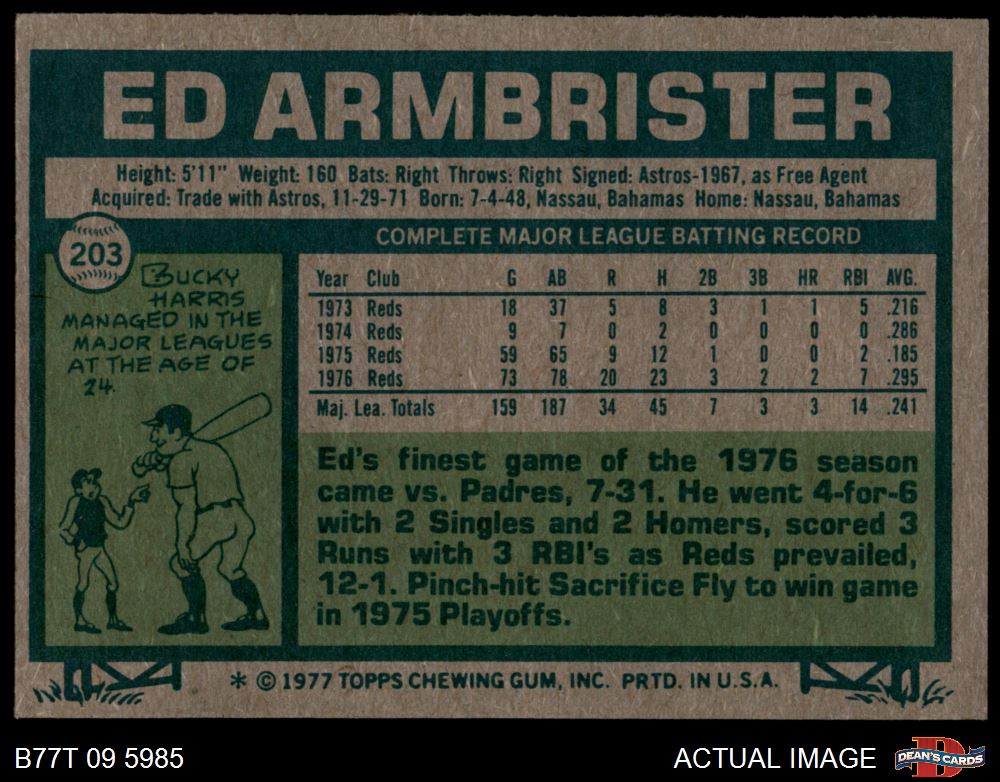 ED ARMBRISTER
Height: 5'11" Weight: 160 Bats: Right Throws: Right Signed: Astros-1967, as Free Agent
Acquired: Trade with Astros, 11-29-71 Born: 7-4-48, Nassau, Bahamas Home: Nassau, Bahamas
203
BUCKY
HARRIS
MANAGED IN THE
MAJOR LEAGUES
AT THE AGE OF
24.
COMPLETE MAJOR LEAGUE BATTING RECORD
Year Club G AB R H 2B 3B HR RBI AVG.
1973 Reds 18 37 5 8 3 1 1 5 .216
1974 Reds 9 7 0 2 0 0 0 0 .286
1975 Reds 59 65 9 12 1 0 0 2 .185
1976 Reds 73 78 20 23 3 2 2 7 .295
Maj. Lea. Totals 159 187 34 45 7 3 3 14 .241
Ed's finest game of the 1976 season
came vs. Padres, 7-31. He went 4-for-6
with 2 Singles and 2 Homers, scored 3
Runs with 3 RBI's as Reds prevailed,
12-1. Pinch-hit Sacrifice Fly to win game
in 1975 Playoffs.
* © 1977 TOPPS CHEWING GUM, INC. PRTD. IN U.S.A.
B77T 09 5985
ACTUAL IMAGE
D
DEAN'S CARDS